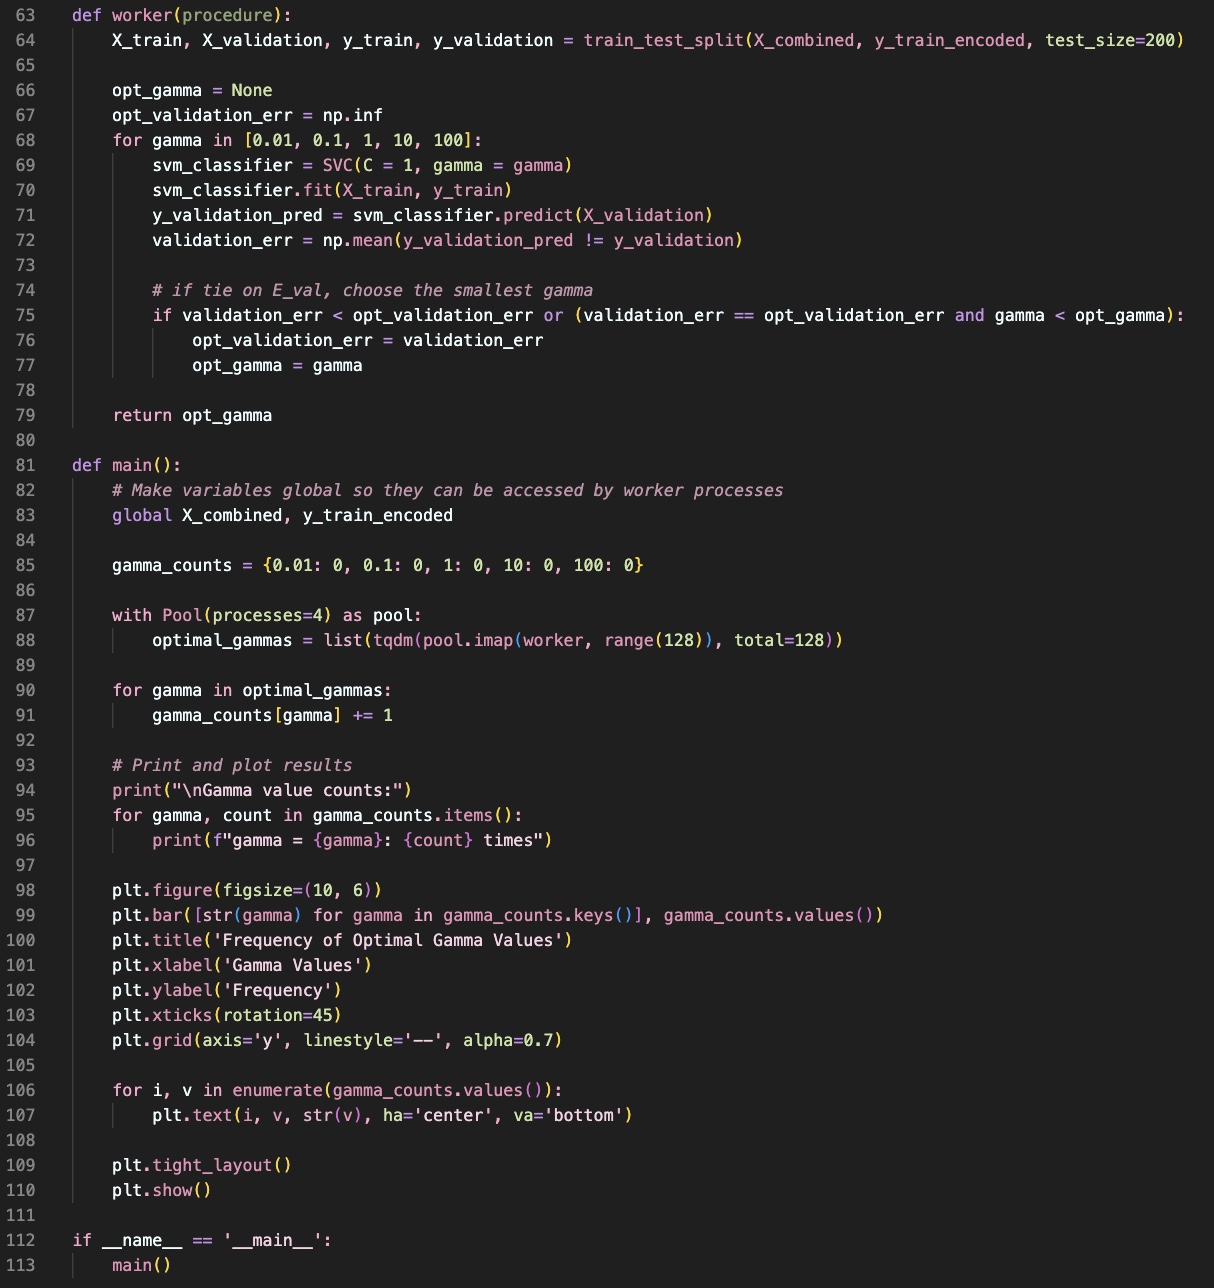 63 def worker(procedure):
64     X_train, X_validation, y_train, y_validation = train_test_split(X_combined, y_train_encoded, test_size=200)
65
66     opt_gamma = None
67     opt_validation_err = np.inf
68     for gamma in [0.01, 0.1, 1, 10, 100]:
69         svm_classifier = SVC(C = 1, gamma = gamma)
70         svm_classifier.fit(X_train, y_train)
71         y_validation_pred = svm_classifier.predict(X_validation)
72         validation_err = np.mean(y_validation_pred != y_validation)
73
74         # if tie on E_val, choose the smallest gamma
75         if validation_err < opt_validation_err or (validation_err == opt_validation_err and gamma < opt_gamma):
76             opt_validation_err = validation_err
77             opt_gamma = gamma
78
79     return opt_gamma
80
81 def main():
82     # Make variables global so they can be accessed by worker processes
83     global X_combined, y_train_encoded
84
85     gamma_counts = {0.01: 0, 0.1: 0, 1: 0, 10: 0, 100: 0}
86
87     with Pool(processes=4) as pool:
88         optimal_gammas = list(tqdm(pool.imap(worker, range(128)), total=128))
89
90     for gamma in optimal_gammas:
91         gamma_counts[gamma] += 1
92
93     # Print and plot results
94     print("\nGamma value counts:")
95     for gamma, count in gamma_counts.items():
96         print(f"gamma = {gamma}: {count} times")
97
98     plt.figure(figsize=(10, 6))
99     plt.bar([str(gamma) for gamma in gamma_counts.keys()], gamma_counts.values())
100     plt.title('Frequency of Optimal Gamma Values')
101     plt.xlabel('Gamma Values')
102     plt.ylabel('Frequency')
103     plt.xticks(rotation=45)
104     plt.grid(axis='y', linestyle='--', alpha=0.7)
105
106     for i, v in enumerate(gamma_counts.values()):
107         plt.text(i, v, str(v), ha='center', va='bottom')
108
109     plt.tight_layout()
110     plt.show()
111
112 if __name__ == '__main__':
113     main()